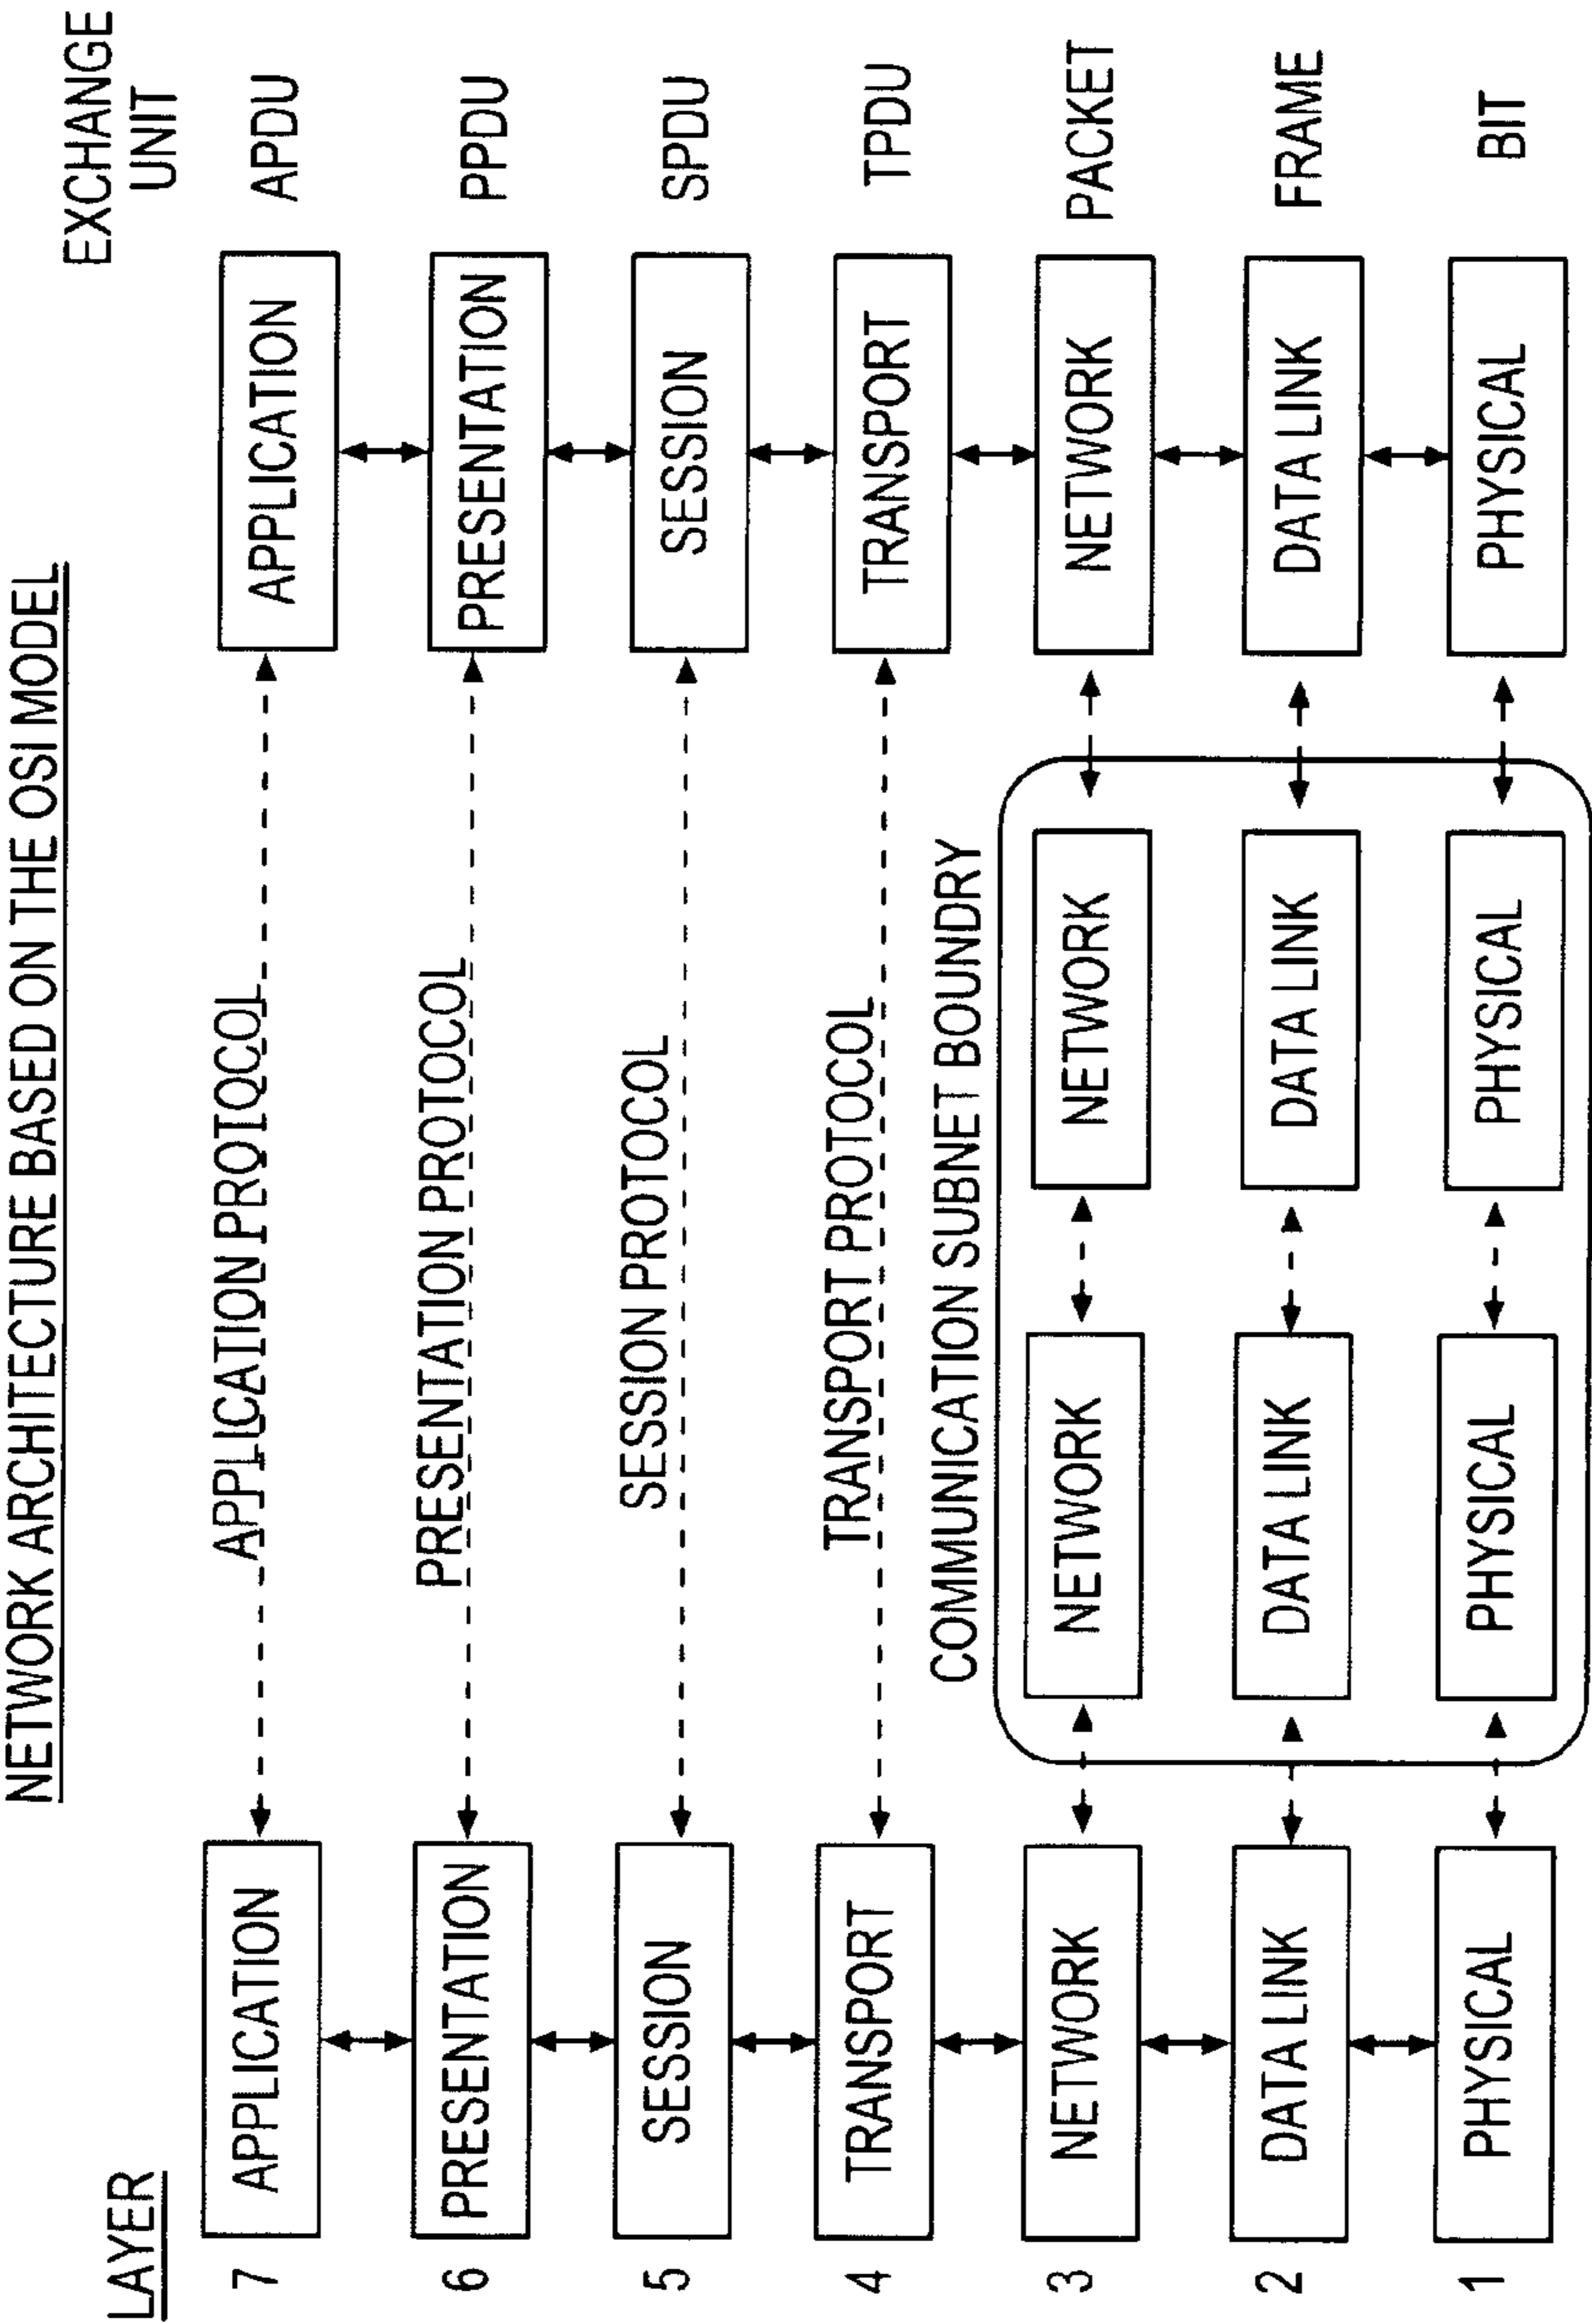 NETWORK ARCHITECTURE BASED ON THE OSI MODEL
LAYER
EXCHANGE
UNIT
7
APPLICATION
APPLICATION PROTOCOL
APPLICATION
APDU
6
PRESENTATION
PRESENTATION PROTOCOL
PRESENTATION
PPDU
5
SESSION
SESSION PROTOCOL
SESSION
SPDU
4
TRANSPORT
TRANSPORT PROTOCOL
TRANSPORT
TPDU
COMMUNICATION SUBNET BOUNDRY
3
NETWORK
NETWORK
NETWORK
NETWORK
PACKET
2
DATA LINK
DATA LINK
DATA LINK
DATA LINK
FRAME
1
PHYSICAL
PHYSICAL
PHYSICAL
PHYSICAL
BIT